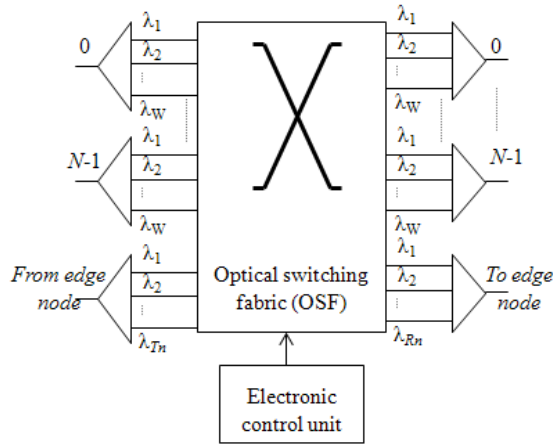 0
λ1
λ2
λW
N-1
λ1
λ2
λW
From edge
node
λ1
λ2
λTn
Optical switching
fabric (OSF)
λ1
λ2
λW
0
λ1
λ2
λW
N-1
λ1
λ2
λRn
To edge
node
Electronic
control unit